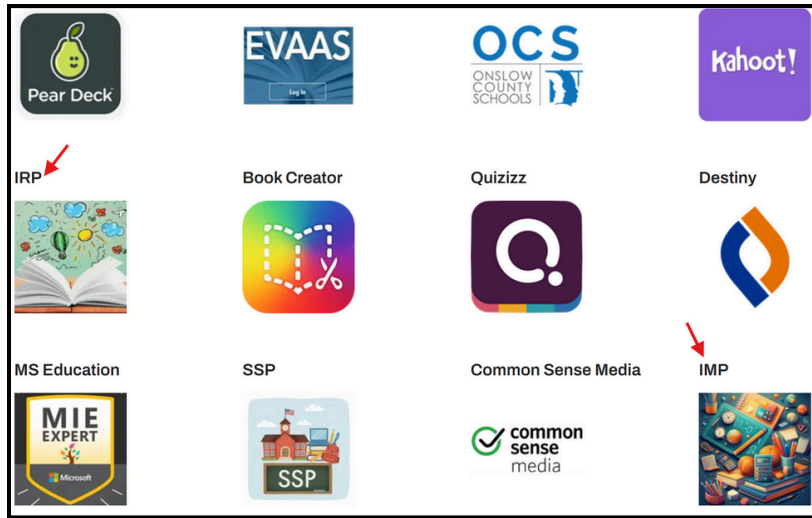 Pear Deck
EVAAS
Log In
OCS
ONSLOW
COUNTY
SCHOOLS
Kahoot!
IRP
Book Creator
Quizizz
Destiny
MS Education
SSP
Common Sense Media
IMP
MIE
EXPERT
Microsoft
SSP
common
sense
media